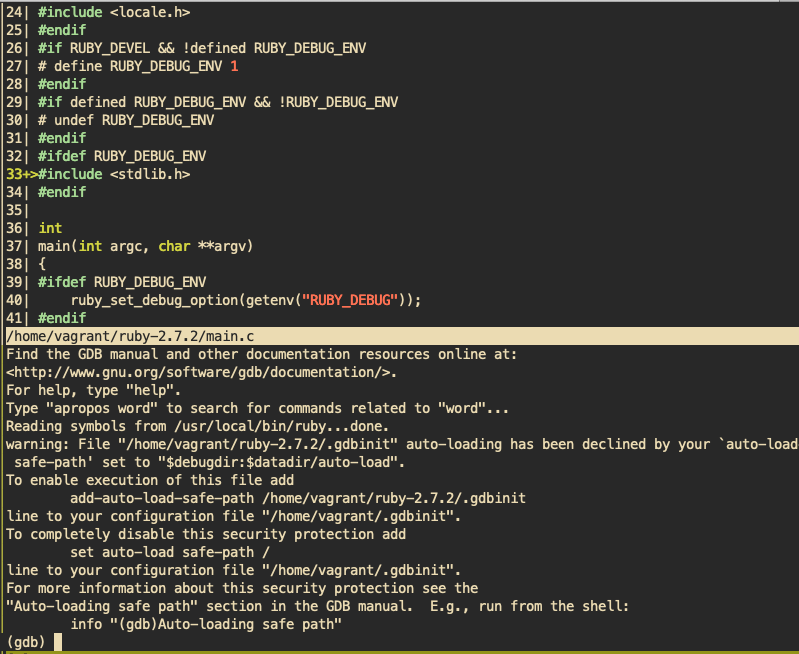 24| #include <locale.h>
25| #endif
26| #if RUBY_DEVEL && !defined RUBY_DEBUG_ENV
27| # define RUBY_DEBUG_ENV 1
28| #endif
29| #if defined RUBY_DEBUG_ENV && !RUBY_DEBUG_ENV
30| # undef RUBY_DEBUG_ENV
31| #endif
32| #ifdef RUBY_DEBUG_ENV
33+>#include <stdlib.h>
34| #endif
35|
36| int
37| main(int argc, char **argv)
38| {
39| #ifdef RUBY_DEBUG_ENV
40|     ruby_set_debug_option(getenv("RUBY_DEBUG"));
41| #endif
/home/vagrant/ruby-2.7.2/main.c
Find the GDB manual and other documentation resources online at:
<http://www.gnu.org/software/gdb/documentation/>.
For help, type "help".
Type "apropos word" to search for commands related to "word"...
Reading symbols from /usr/local/bin/ruby...done.
warning: File "/home/vagrant/ruby-2.7.2/.gdbinit" auto-loading has been declined by your `auto-load
 safe-path' set to "$debugdir:$datadir/auto-load".
To enable execution of this file add
        add-auto-load-safe-path /home/vagrant/ruby-2.7.2/.gdbinit
line to your configuration file "/home/vagrant/.gdbinit".
To completely disable this security protection add
        set auto-load safe-path /
line to your configuration file "/home/vagrant/.gdbinit".
For more information about this security protection see the
"Auto-loading safe path" section in the GDB manual.  E.g., run from the shell:
        info "(gdb)Auto-loading safe path"
(gdb)